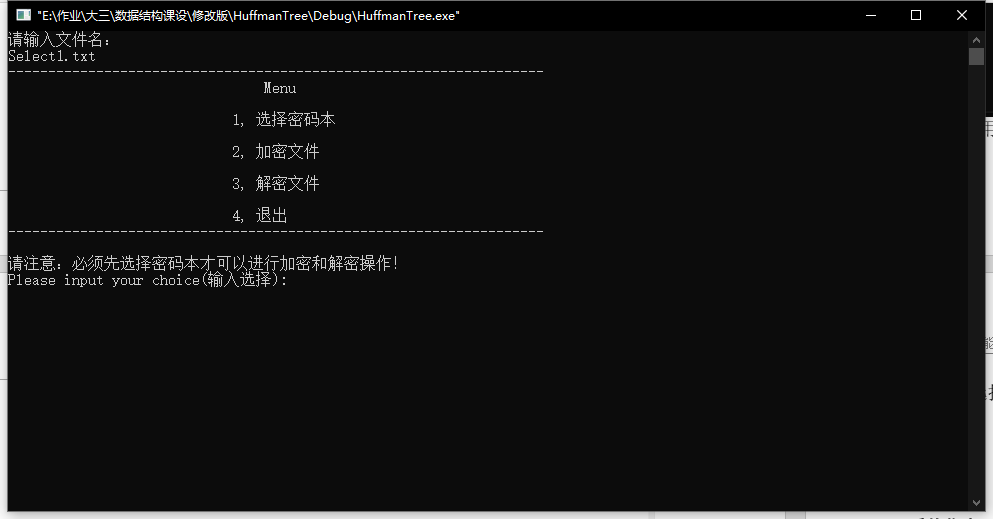 "E:\作业\大三\数据结构课设\修改版\HuffmanTree\Debug\HuffmanTree.exe"
请输入文件名:
Select1.txt
-------------------------------------------------------------------
Menu
1, 选择密码本
2, 加密文件
3, 解密文件
4, 退出
-------------------------------------------------------------------
请注意: 必须先选择密码本才可以进行加密和解密操作!
Please input your choice(输入选择):